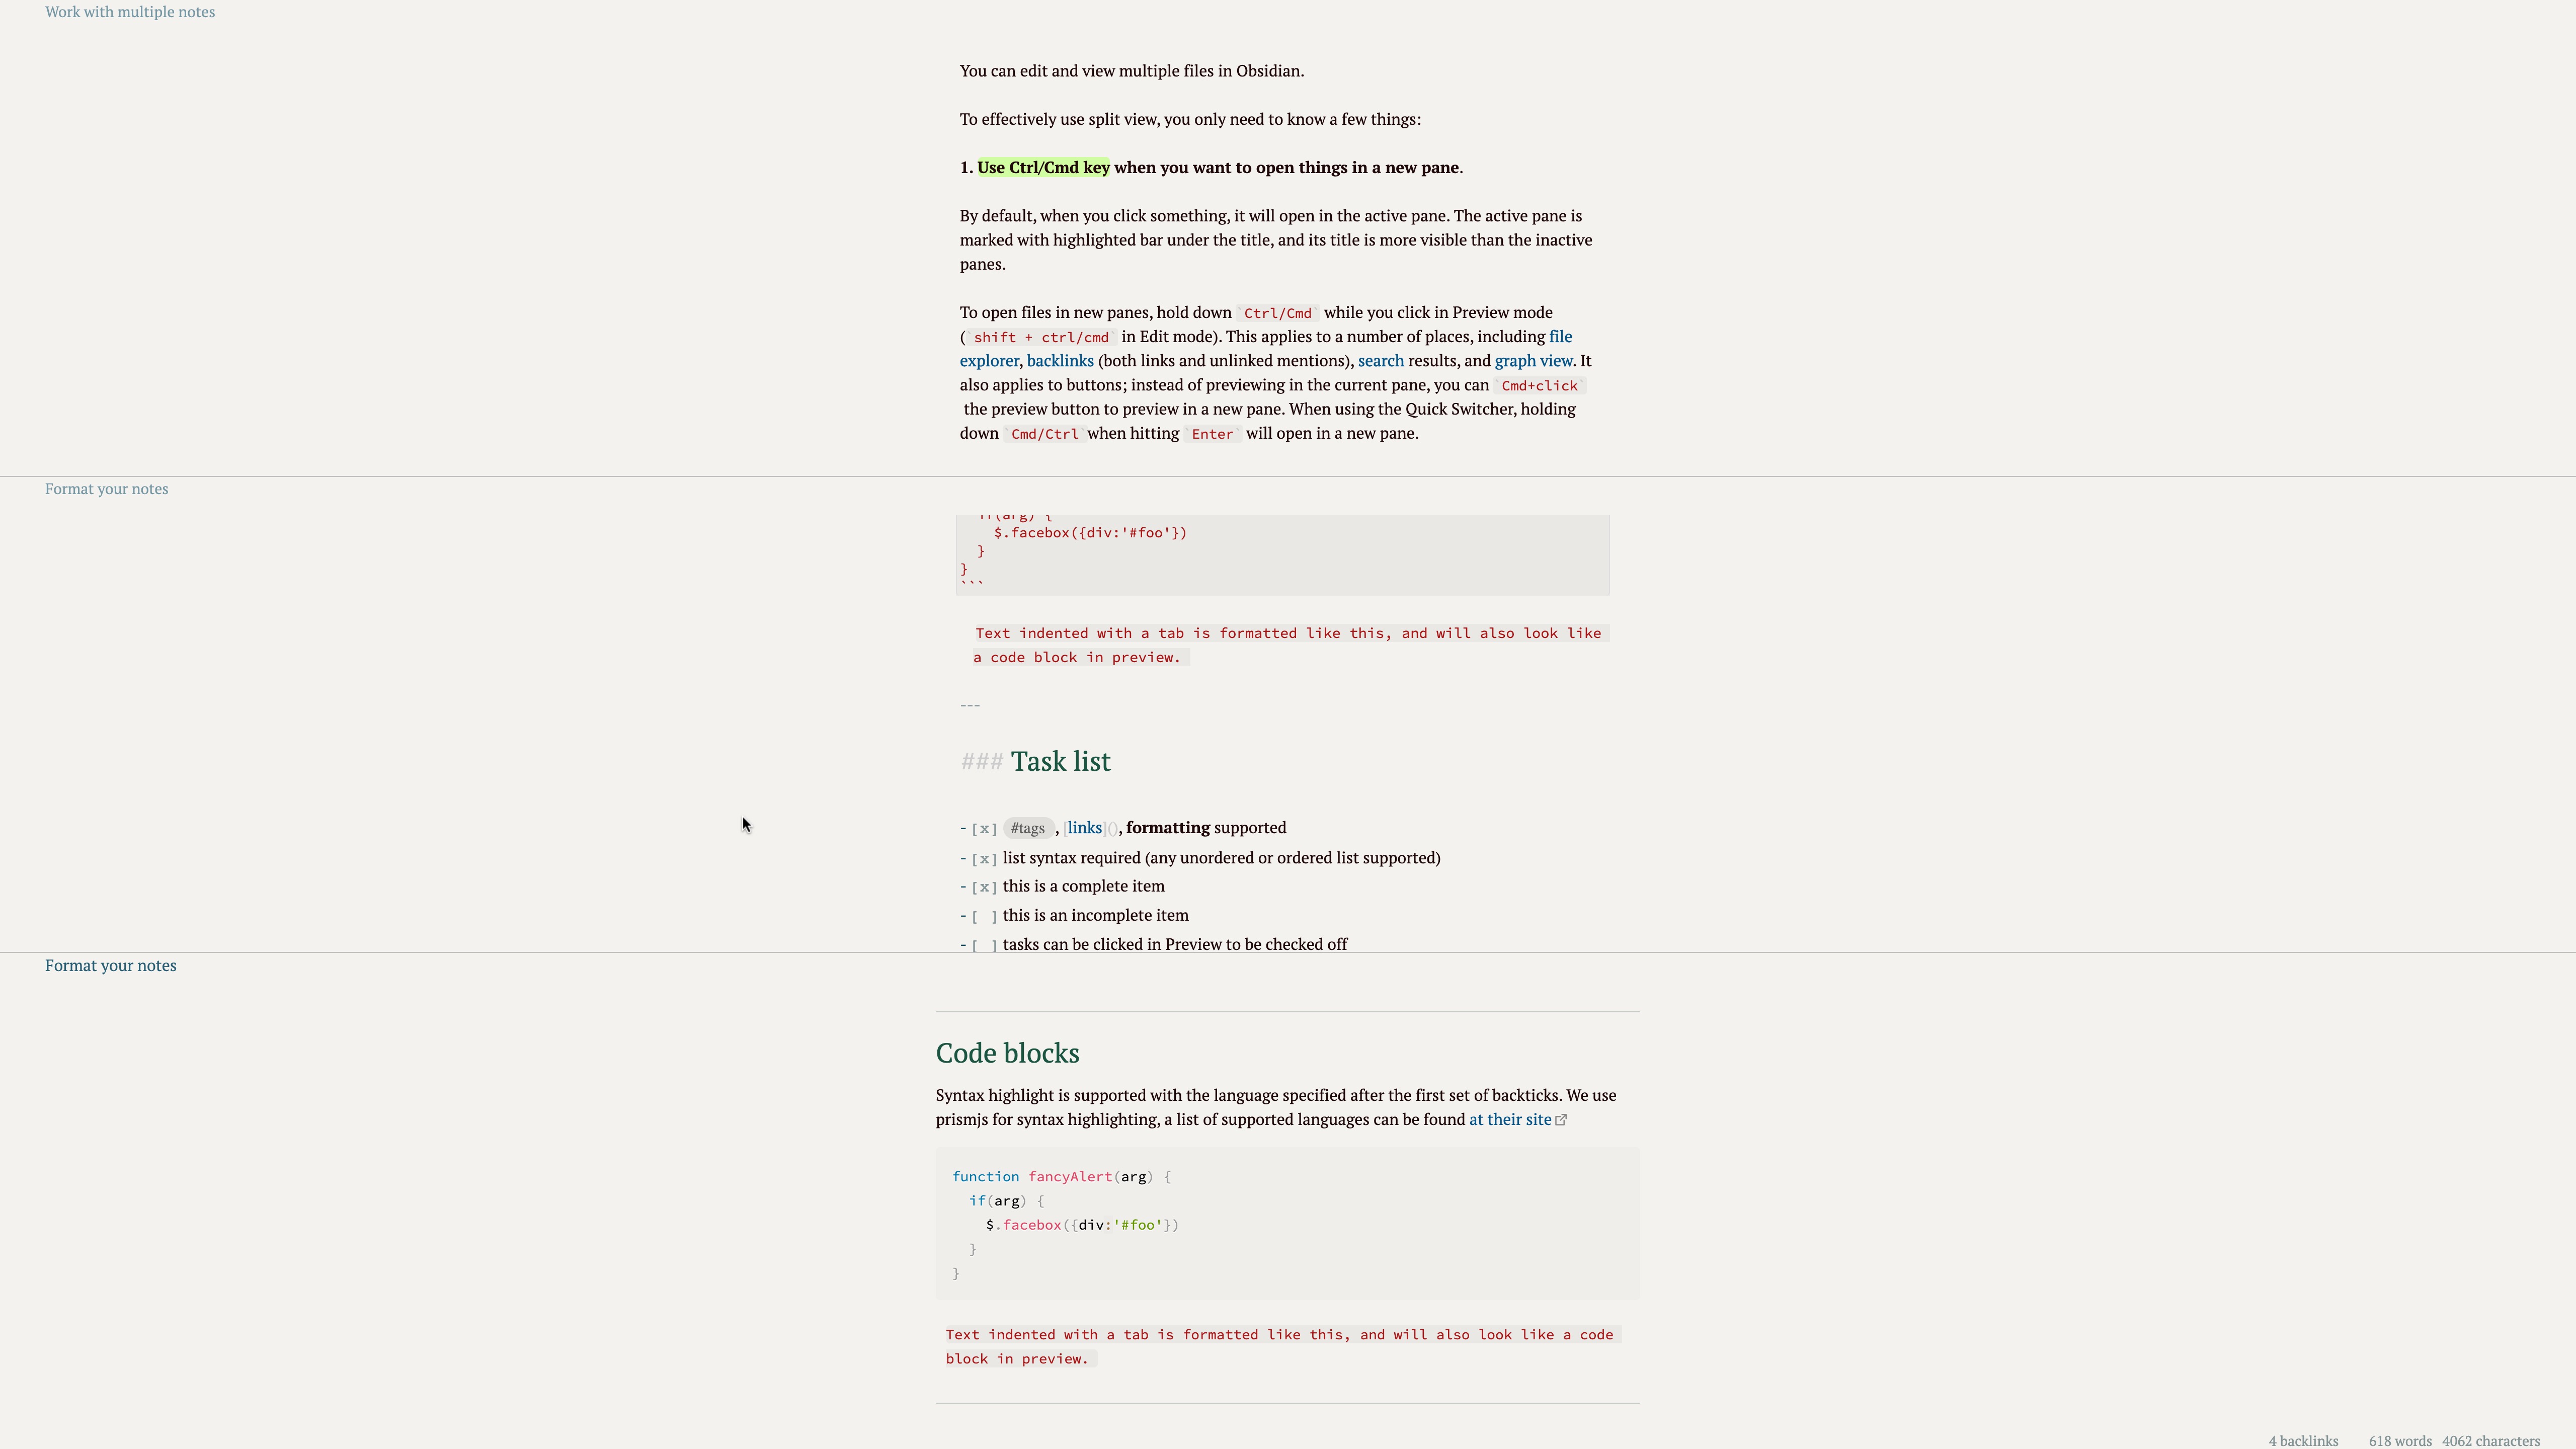 Work with multiple notes
You can edit and view multiple files in Obsidian.
To effectively use split view, you only need to know a few things:
1. Use Ctrl/Cmd key when you want to open things in a new pane.
By default, when you click something, it will open in the active pane. The active pane is
marked with highlighted bar under the title, and its title is more visible than the inactive
panes.
To open files in new panes, hold down `Ctrl/Cmd` while you click in Preview mode
(`shift + ctrl/cmd` in Edit mode). This applies to a number of places, including file
explorer, backlinks (both links and unlinked mentions), search results, and graph view. It
also applies to buttons; instead of previewing in the current pane, you can `Cmd+click`
the preview button to preview in a new pane. When using the Quick Switcher, holding
down `Cmd/Ctrl`when hitting `Enter` will open in a new pane.
Format your notes
if(arg) {
$.facebox({div:'#foo'})
}
}
```
Text indented with a tab is formatted like this, and will also look like
a code block in preview.
---
### Task list
- [x] #tags, [links](), formatting supported
- [x] list syntax required (any unordered or ordered list supported)
- [x] this is a complete item
- [ ] this is an incomplete item
- [ ] tasks can be clicked in Preview to be checked off
Format your notes
Code blocks
Syntax highlight is supported with the language specified after the first set of backticks. We use
prismjs for syntax highlighting, a list of supported languages can be found at their site
function fancyAlert(arg) {
if(arg) {
$.facebox({div:'#foo'})
}
}
Text indented with a tab is formatted like this, and will also look like a code
block in preview.
4 backlinks 618 words 4062 characters